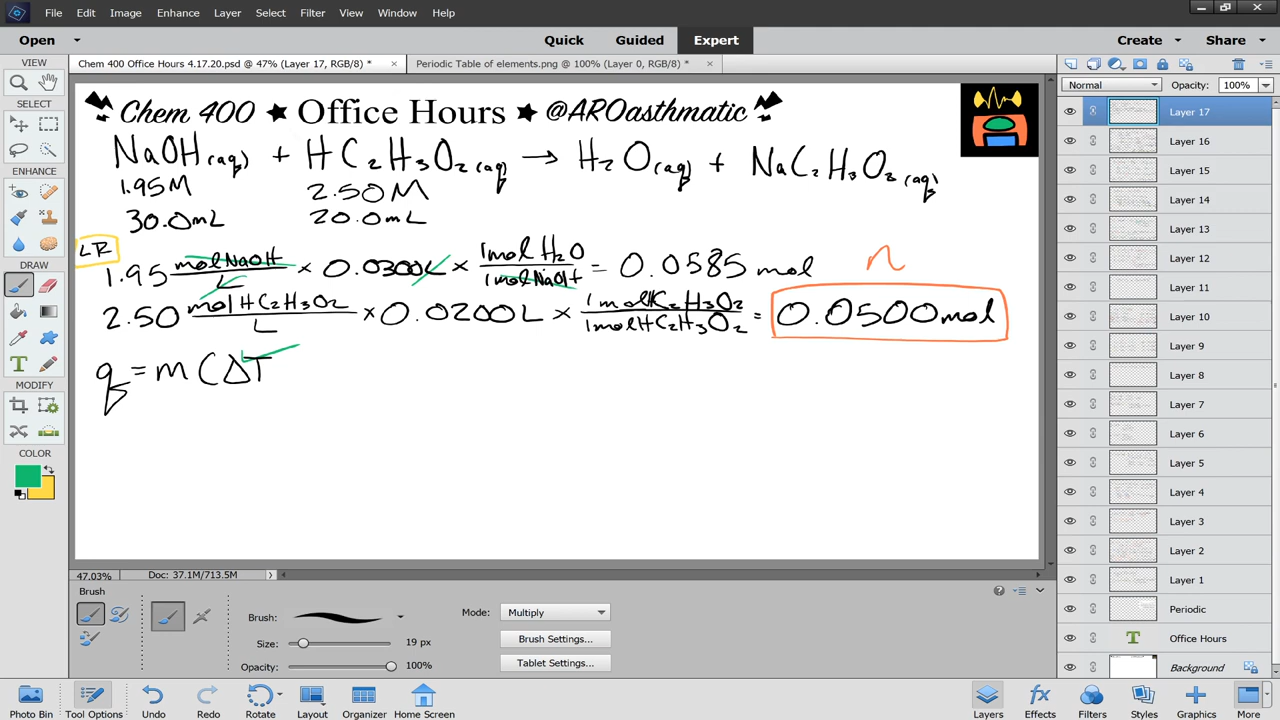 File Edit Image Enhance Layer Select Filter View Window Help
Open Quick Guided Expert Create Share
VIEW
Chem 400 Office Hours 4.17.20.psd @ 47% (Layer 17, RGB/8) * × Periodic Table of elements.png @ 100% (Layer 0, RGB/8) * ×
SELECT
ENHANCE
DRAW
MODIFY
COLOR
Chem 400 ★ Office Hours ★ @AROasthmatic
NaOH(aq) + HC₂H₃O₂(aq) → H₂O(aq) + NaC₂H₃O₂(aq)
1.95M 2.50M
30.0mL 20.0mL
LR
1.95 molNaOH/L × 0.0300L × 1mol H₂O/1molNaOH = 0.0585 mol n
2.50 mol HC₂H₃O₂/L × 0.0200L × 1molHC₂H₃O₂/1molHC₂H₃O₂ = 0.0500mol
q = m C ΔT
47.03% Doc: 37.1M/713.5M
Brush
Brush: Mode: Multiply
Size: 19 px Brush Settings...
Opacity: 100% Tablet Settings...
Normal Opacity: 100%
Layer 17
Layer 16
Layer 15
Layer 14
Layer 13
Layer 12
Layer 11
Layer 10
Layer 9
Layer 8
Layer 7
Layer 6
Layer 5
Layer 4
Layer 3
Layer 2
Layer 1
Periodic
T Office Hours
Background
Photo Bin Tool Options Undo Redo Rotate Layout Organizer Home Screen Layers Effects Filters Styles Graphics More